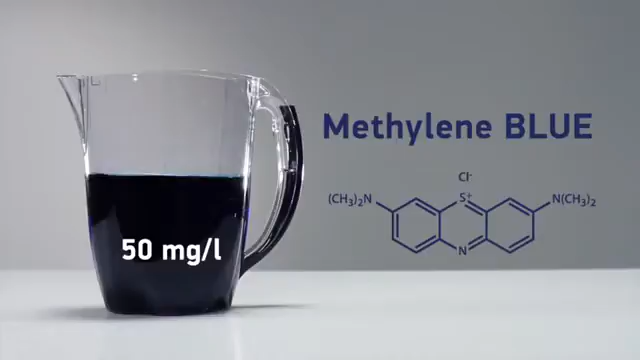 Methylene BLUE
Cl⁻
(CH₃)₂N S⁺ N(CH₃)₂
N
50 mg/l